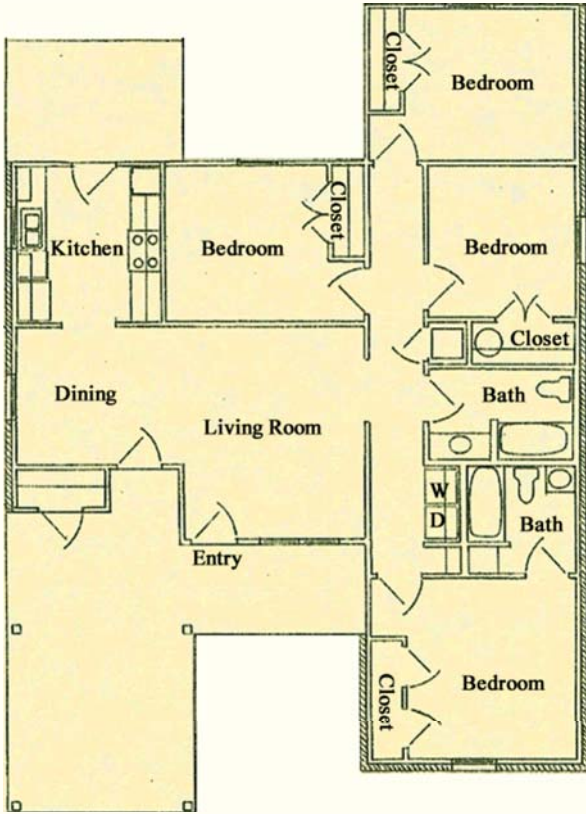 Closet
Bedroom
Closet
Kitchen
Bedroom
Bedroom
Closet
Dining
Bath
Living Room
W
D
Bath
Entry
Closet
Bedroom